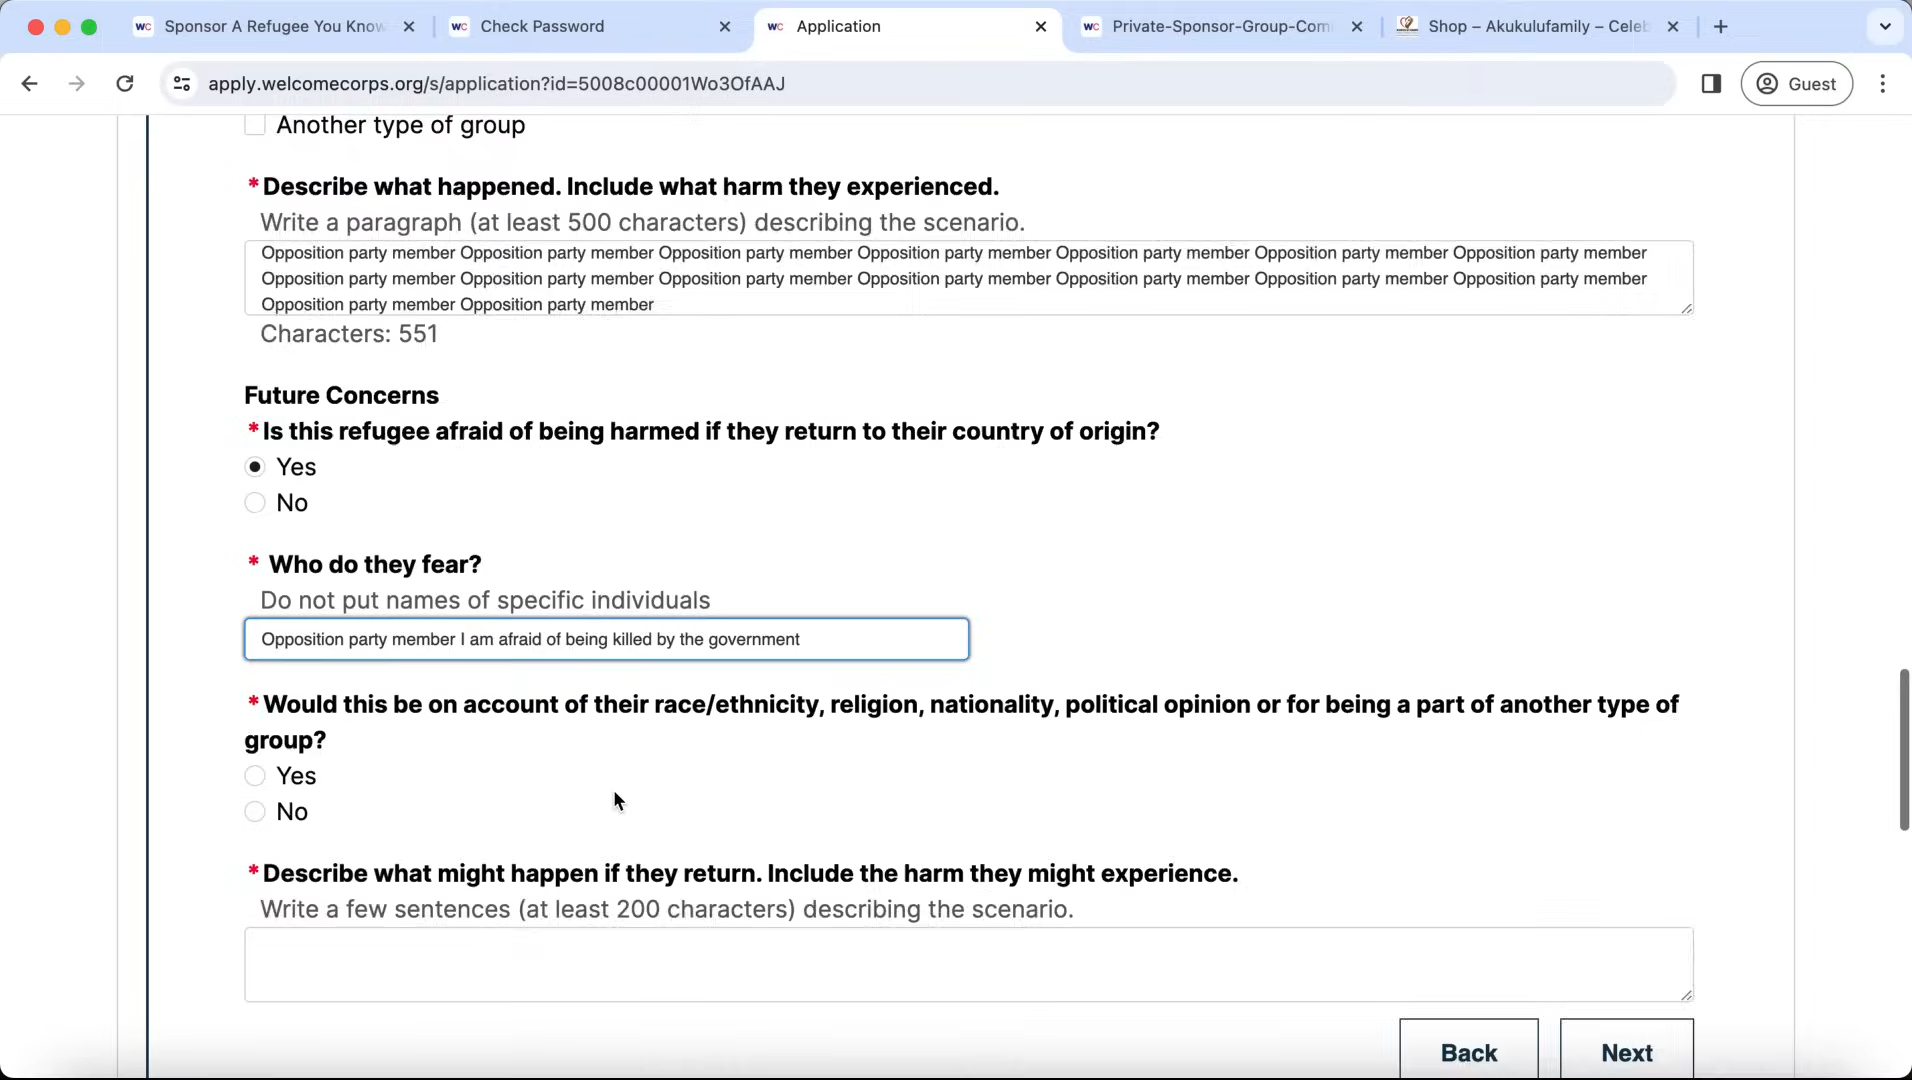 WC Sponsor A Refugee You Know
WC Check Password
WC Application
WC Private-Sponsor-Group-Com
Shop – Akukulufamily – Celeb
apply.welcomecorps.org/s/application?id=5008c00001Wo3OfAAJ
Guest
Another type of group
*Describe what happened. Include what harm they experienced.
Write a paragraph (at least 500 characters) describing the scenario.
Opposition party member Opposition party member Opposition party member Opposition party member Opposition party member Opposition party member Opposition party member
Opposition party member Opposition party member Opposition party member Opposition party member Opposition party member Opposition party member Opposition party member
Opposition party member Opposition party member
Characters: 551
Future Concerns
*Is this refugee afraid of being harmed if they return to their country of origin?
Yes
No
* Who do they fear?
Do not put names of specific individuals
Opposition party member I am afraid of being killed by the government
*Would this be on account of their race/ethnicity, religion, nationality, political opinion or for being a part of another type of
group?
Yes
No
*Describe what might happen if they return. Include the harm they might experience.
Write a few sentences (at least 200 characters) describing the scenario.
Back
Next